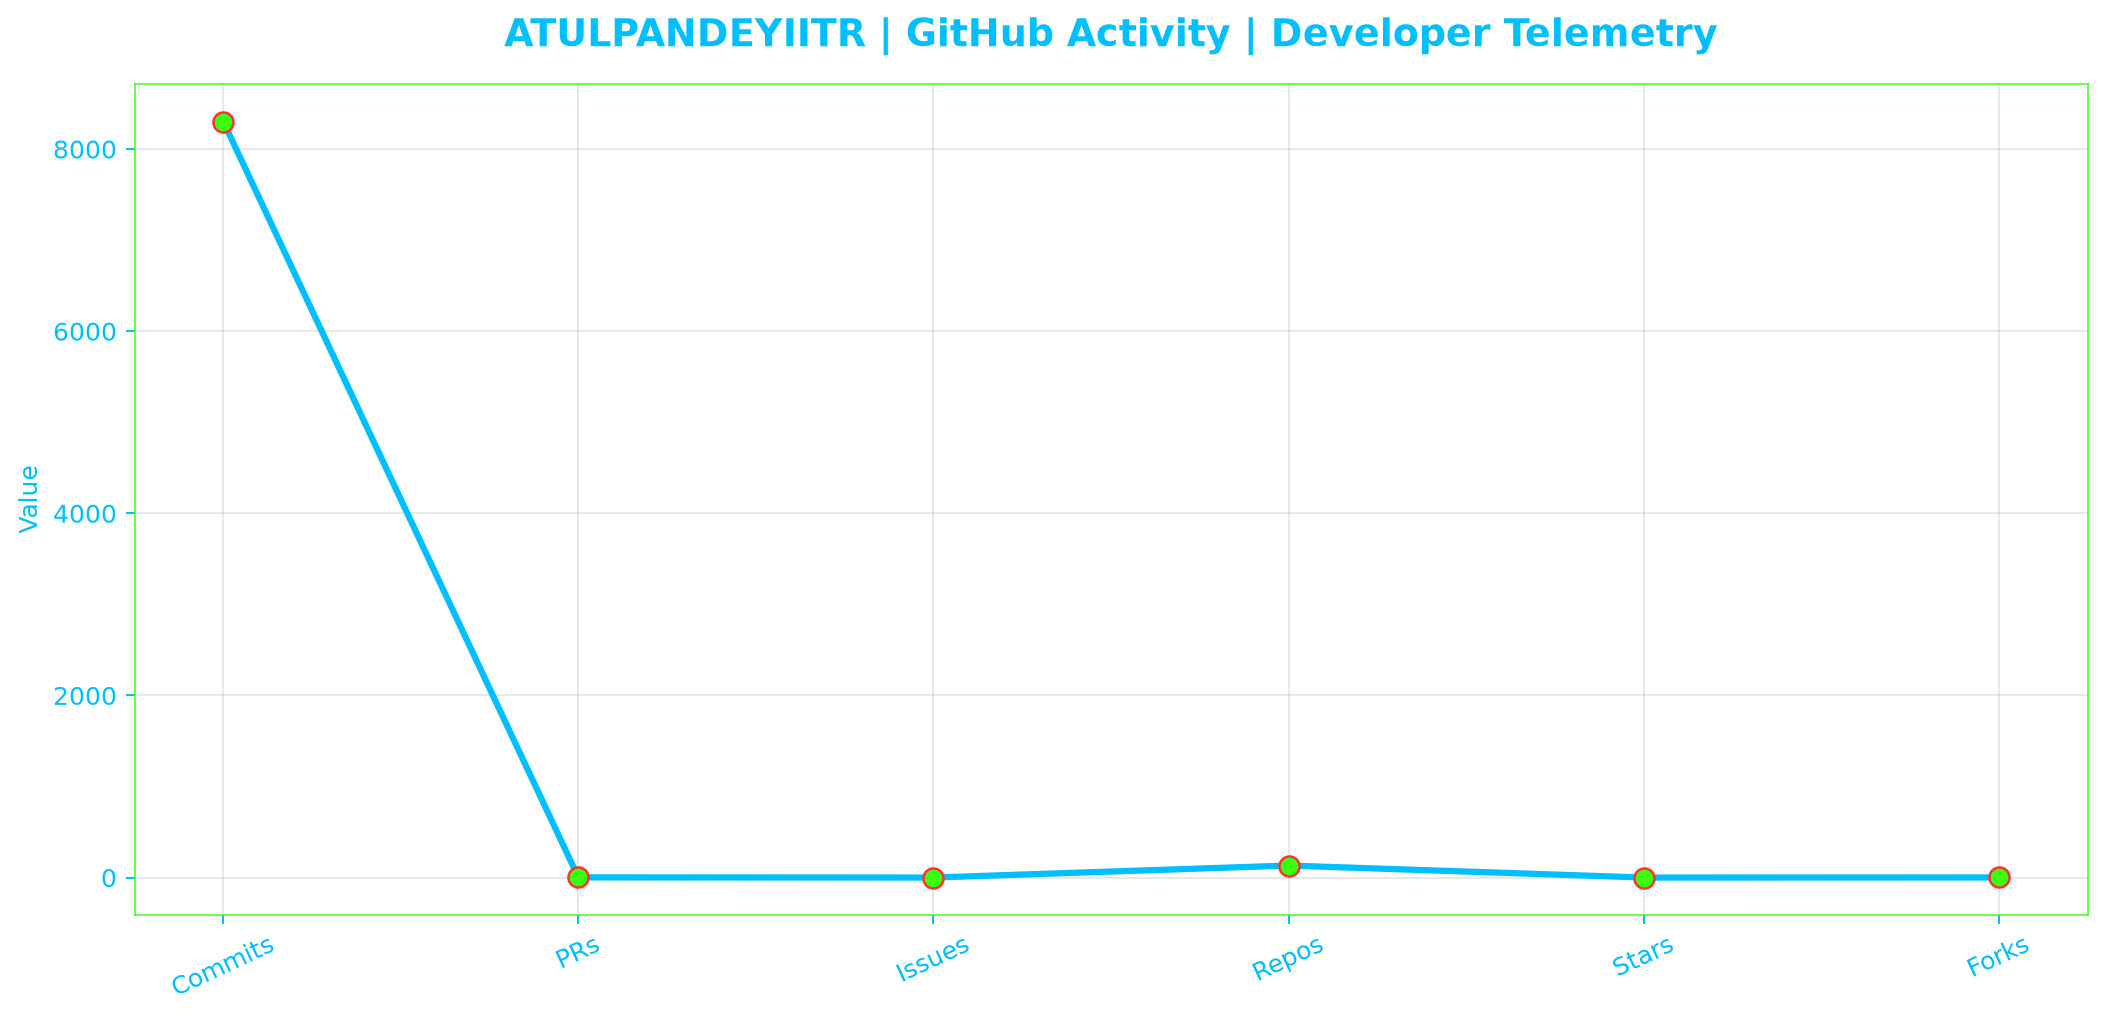 ATULPANDEYIITR | GitHub Activity | Developer Telemetry
Value
8000
6000
4000
2000
0
Commits
PRs
Issues
Repos
Stars
Forks